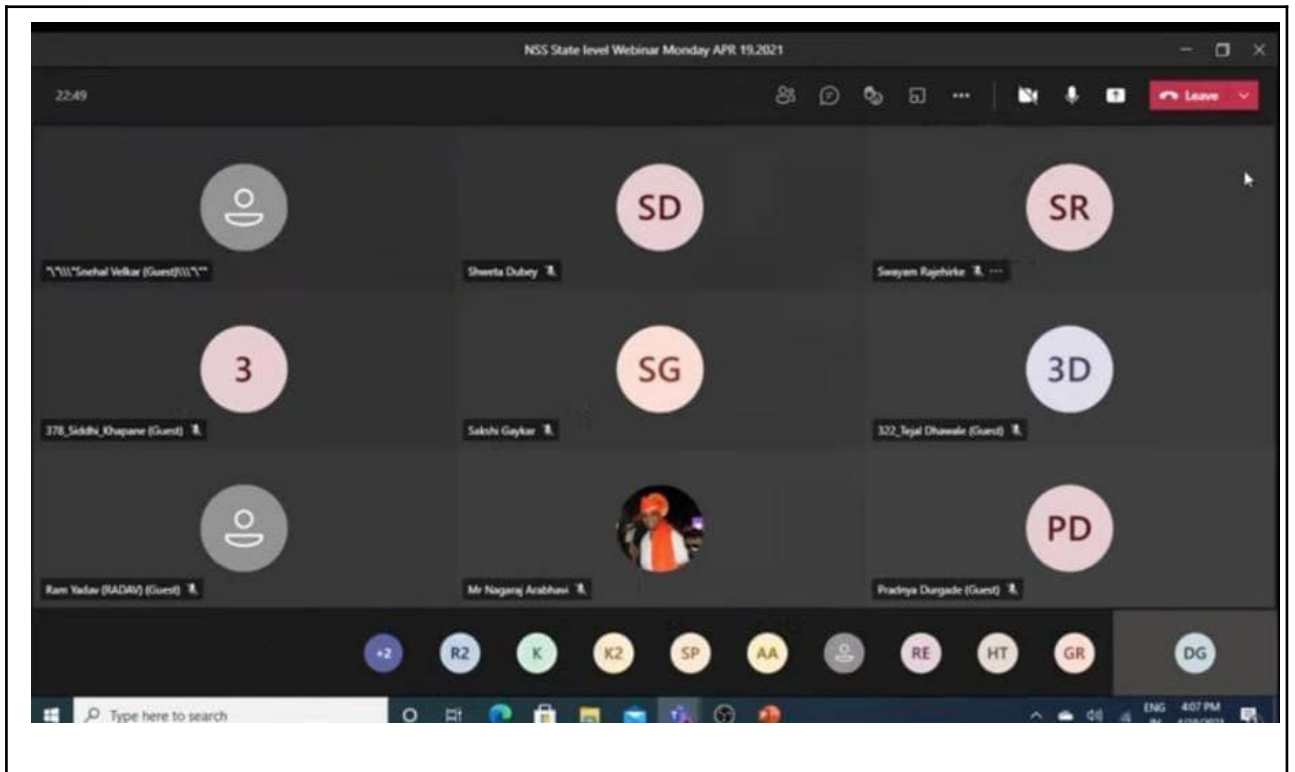 NSS State level Webinar Monday APR 19,2021
22:49
Leave
SD
SR
"\"\\\"Snehal Velkar (Guest)\\\"\""
Shweta Dubey
Swayam Rajehirke
3
SG
3D
378_Siddhi_Khapane (Guest)
Sakshi Gaykar
322_Tejal Dhawale (Guest)
PD
Ram Yadav (RADAV) (Guest)
Mr Nagaraj Arabhavi
Pradnya Durgade (Guest)
+2
R2
K
K2
SP
AA
RE
HT
GR
DG
Type here to search
ENG
4:07 PM